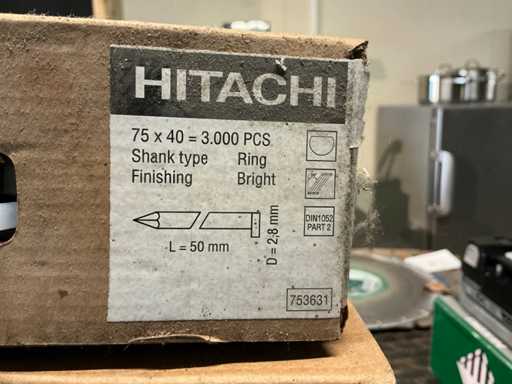 HITACHI
75 x 40 = 3.000 PCS
Shank type Ring
Finishing Bright
DIN1052
PART 2
L = 50 mm
D = 2,8 mm
753631